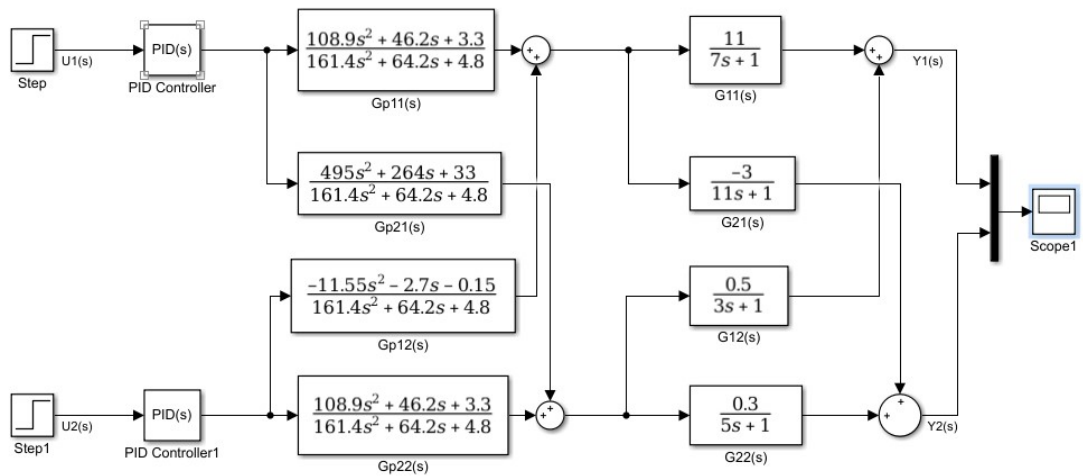 Step
U1(s)
PID(s)
PID Controller
108.9s² + 46.2s + 3.3
161.4s² + 64.2s + 4.8
Gp11(s)
+
+
11
7s + 1
G11(s)
+
+
Y1(s)
495s² + 264s + 33
161.4s² + 64.2s + 4.8
Gp21(s)
–3
11s + 1
G21(s)
Scope1
–11.55s² – 2.7s – 0.15
161.4s² + 64.2s + 4.8
Gp12(s)
0.5
3s + 1
G12(s)
Step1
U2(s)
PID(s)
PID Controller1
108.9s² + 46.2s + 3.3
161.4s² + 64.2s + 4.8
Gp22(s)
+
+
0.3
5s + 1
G22(s)
+
+
Y2(s)